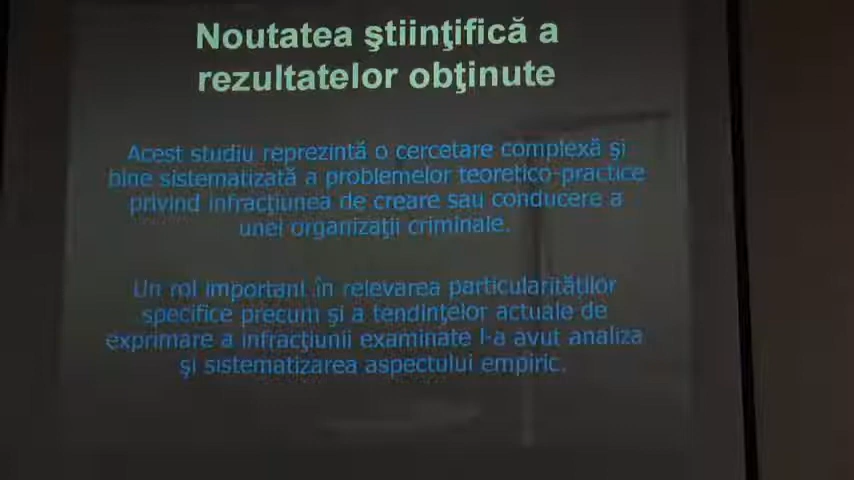 Noutatea ştiinţifică a
rezultatelor obţinute
Acest studiu reprezintă o cercetare complexă şi
bine sistematizată a problemelor teoretico-practice
privind infracţiunea de creare sau conducere a
unei organizaţii criminale.
Un rol important în relevarea particularităţilor
specifice precum şi a tendinţelor actuale de
exprimare a infracţiunii examinate l-a avut analiza
şi sistematizarea aspectului empiric.